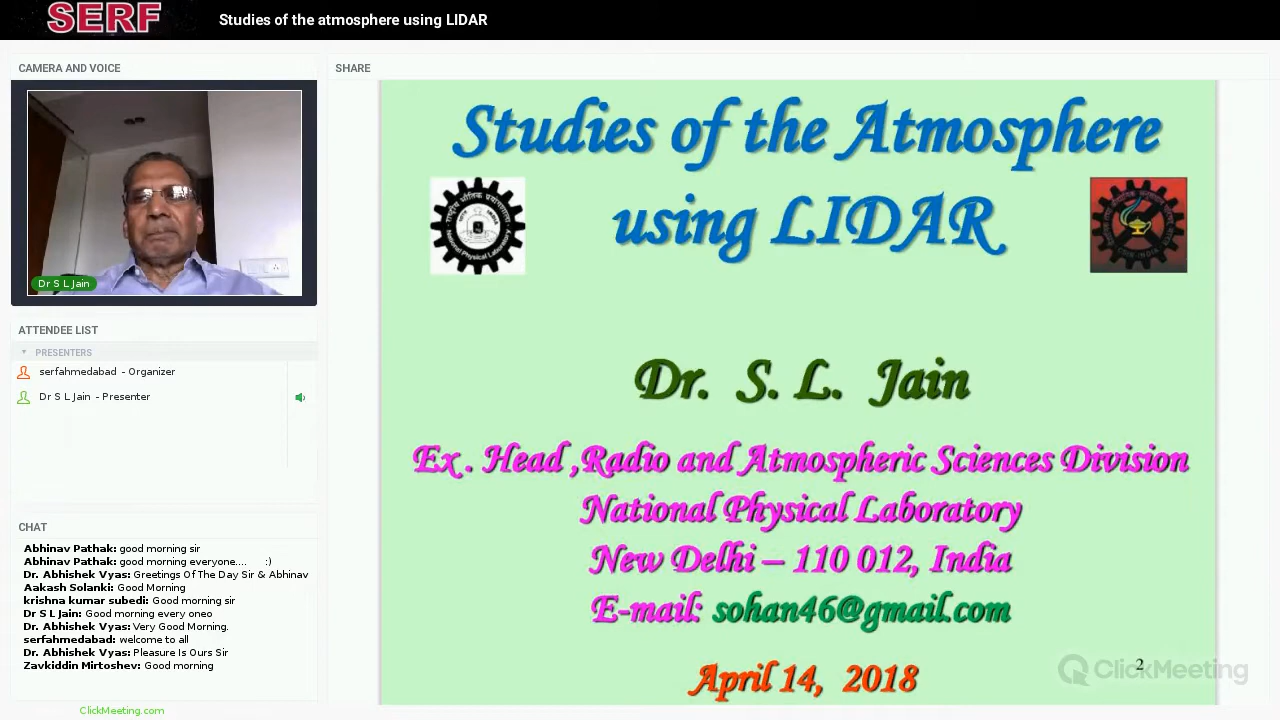 SERF
Studies of the atmosphere using LIDAR
CAMERA AND VOICE
Dr S L Jain
ATTENDEE LIST
PRESENTERS
serfahmedabad - Organizer
Dr S L Jain - Presenter
CHAT
Abhinav Pathak: good morning sir
Abhinav Pathak: good morning everyone.... :)
Dr. Abhishek Vyas: Greetings Of The Day Sir & Abhinav
Aakash Solanki: Good Morning
krishna kumar subedi: Good morning sir
Dr S L Jain: Good morning every oneo
Dr. Abhishek Vyas: Very Good Morning.
serfahmedabad: welcome to all
Dr. Abhishek Vyas: Pleasure Is Ours Sir
Zavkiddin Mirtoshev: Good morning
ClickMeeting.com
SHARE
Studies of the Atmosphere
using LIDAR
Dr. S. L. Jain
Ex . Head ,Radio and Atmospheric Sciences Division
National Physical Laboratory
New Delhi – 110 012, India
E-mail: sohan46@gmail.com
April 14, 2018
2
ClickMeeting